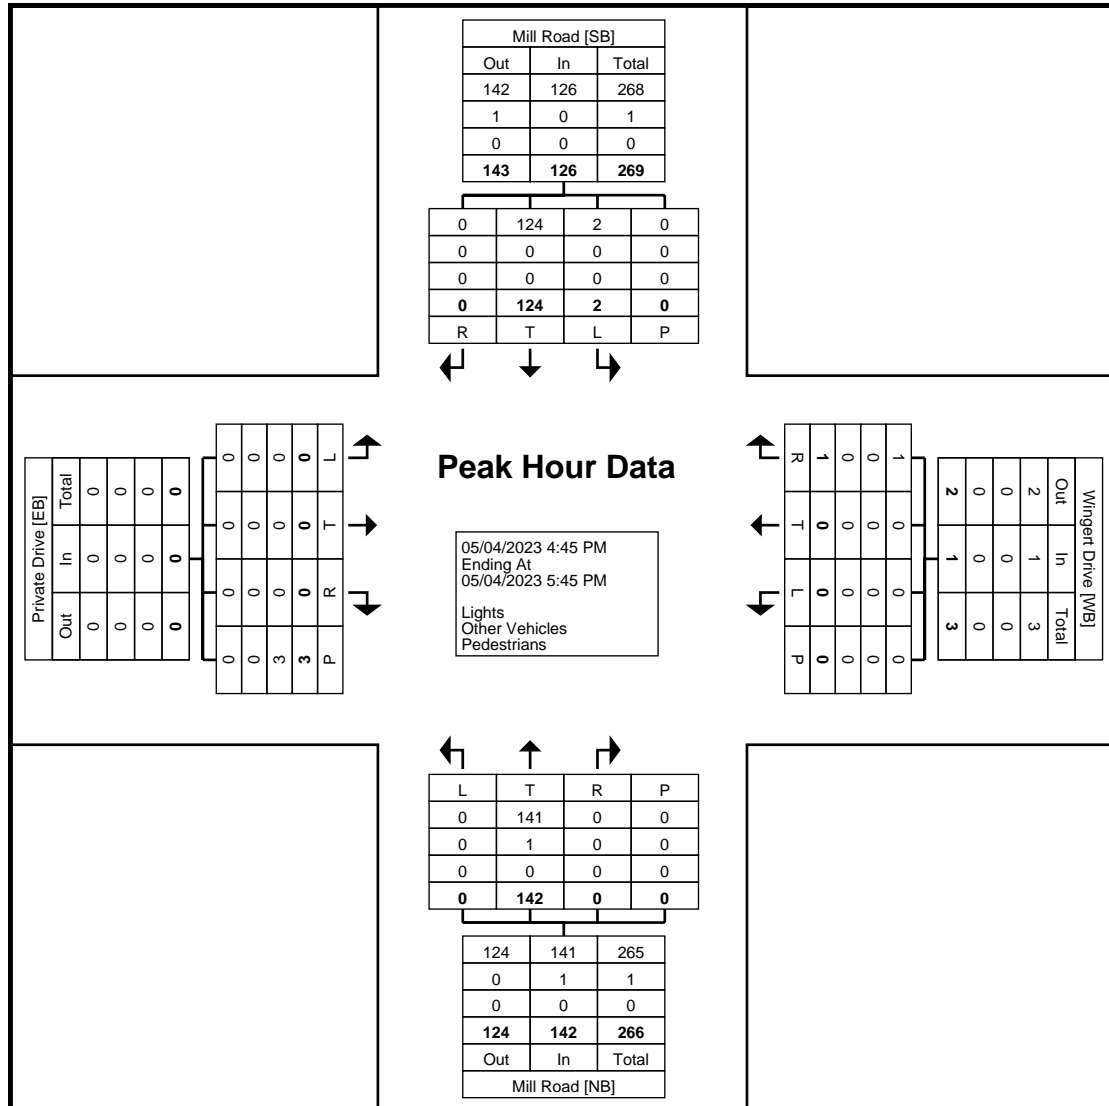 Mill Road [SB]
Out In Total
142 126 268
1 0 1
0 0 0
143 126 269
0 124 2 0
0 0 0 0
0 0 0 0
0 124 2 0
R T L P
Private Drive [EB]
Out In Total
0 0 0
0 0 0
0 0 0
0 0 0
0 0 0 0
0 0 0 0
0 0 0 3
0 0 0 3
L T R P
Peak Hour Data
05/04/2023 4:45 PM
Ending At
05/04/2023 5:45 PM
Lights
Other Vehicles
Pedestrians
R T L P
1 0 0 0
0 0 0 0
0 0 0 0
1 0 0 0
Wingert Drive [WB]
Out In Total
2 1 3
0 0 0
0 0 0
2 1 3
L T R P
0 141 0 0
0 1 0 0
0 0 0 0
0 142 0 0
124 141 265
0 1 1
0 0 0
124 142 266
Out In Total
Mill Road [NB]